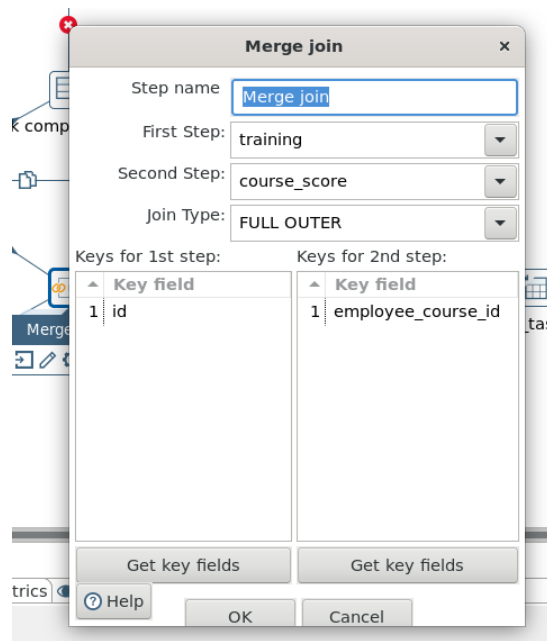 Merge join
×
Step name Merge join
k comp
First Step: training
Second Step: course_score
Join Type: FULL OUTER
Keys for 1st step: Keys for 2nd step:
Key field Key field
1 id 1 employee_course_id
Merge
_tas
Get key fields Get key fields
trics
Help
OK Cancel